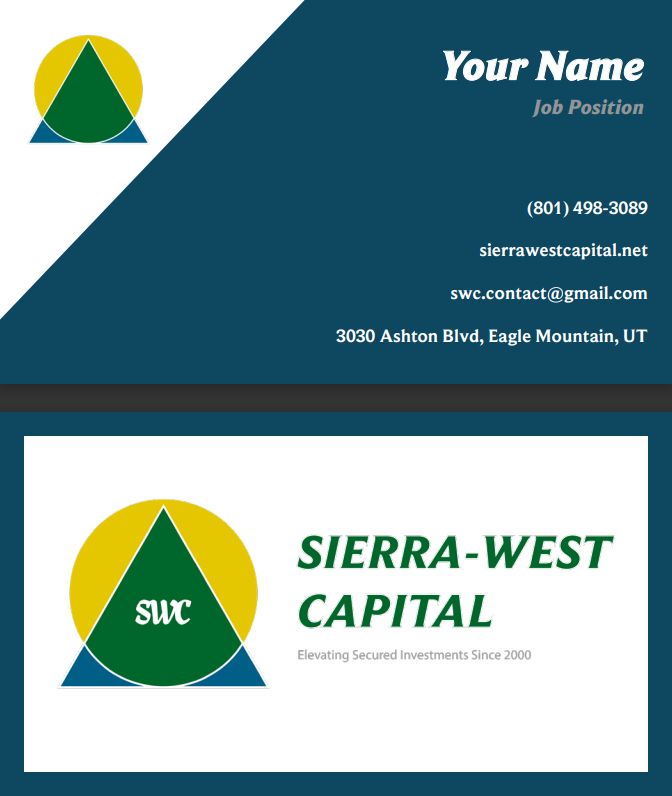 Your Name
Job Position
(801) 498-3089
sierrawestcapital.net
swc.contact@gmail.com
3030 Ashton Blvd, Eagle Mountain, UT
SWC
SIERRA-WEST
CAPITAL
Elevating Secured Investments Since 2000